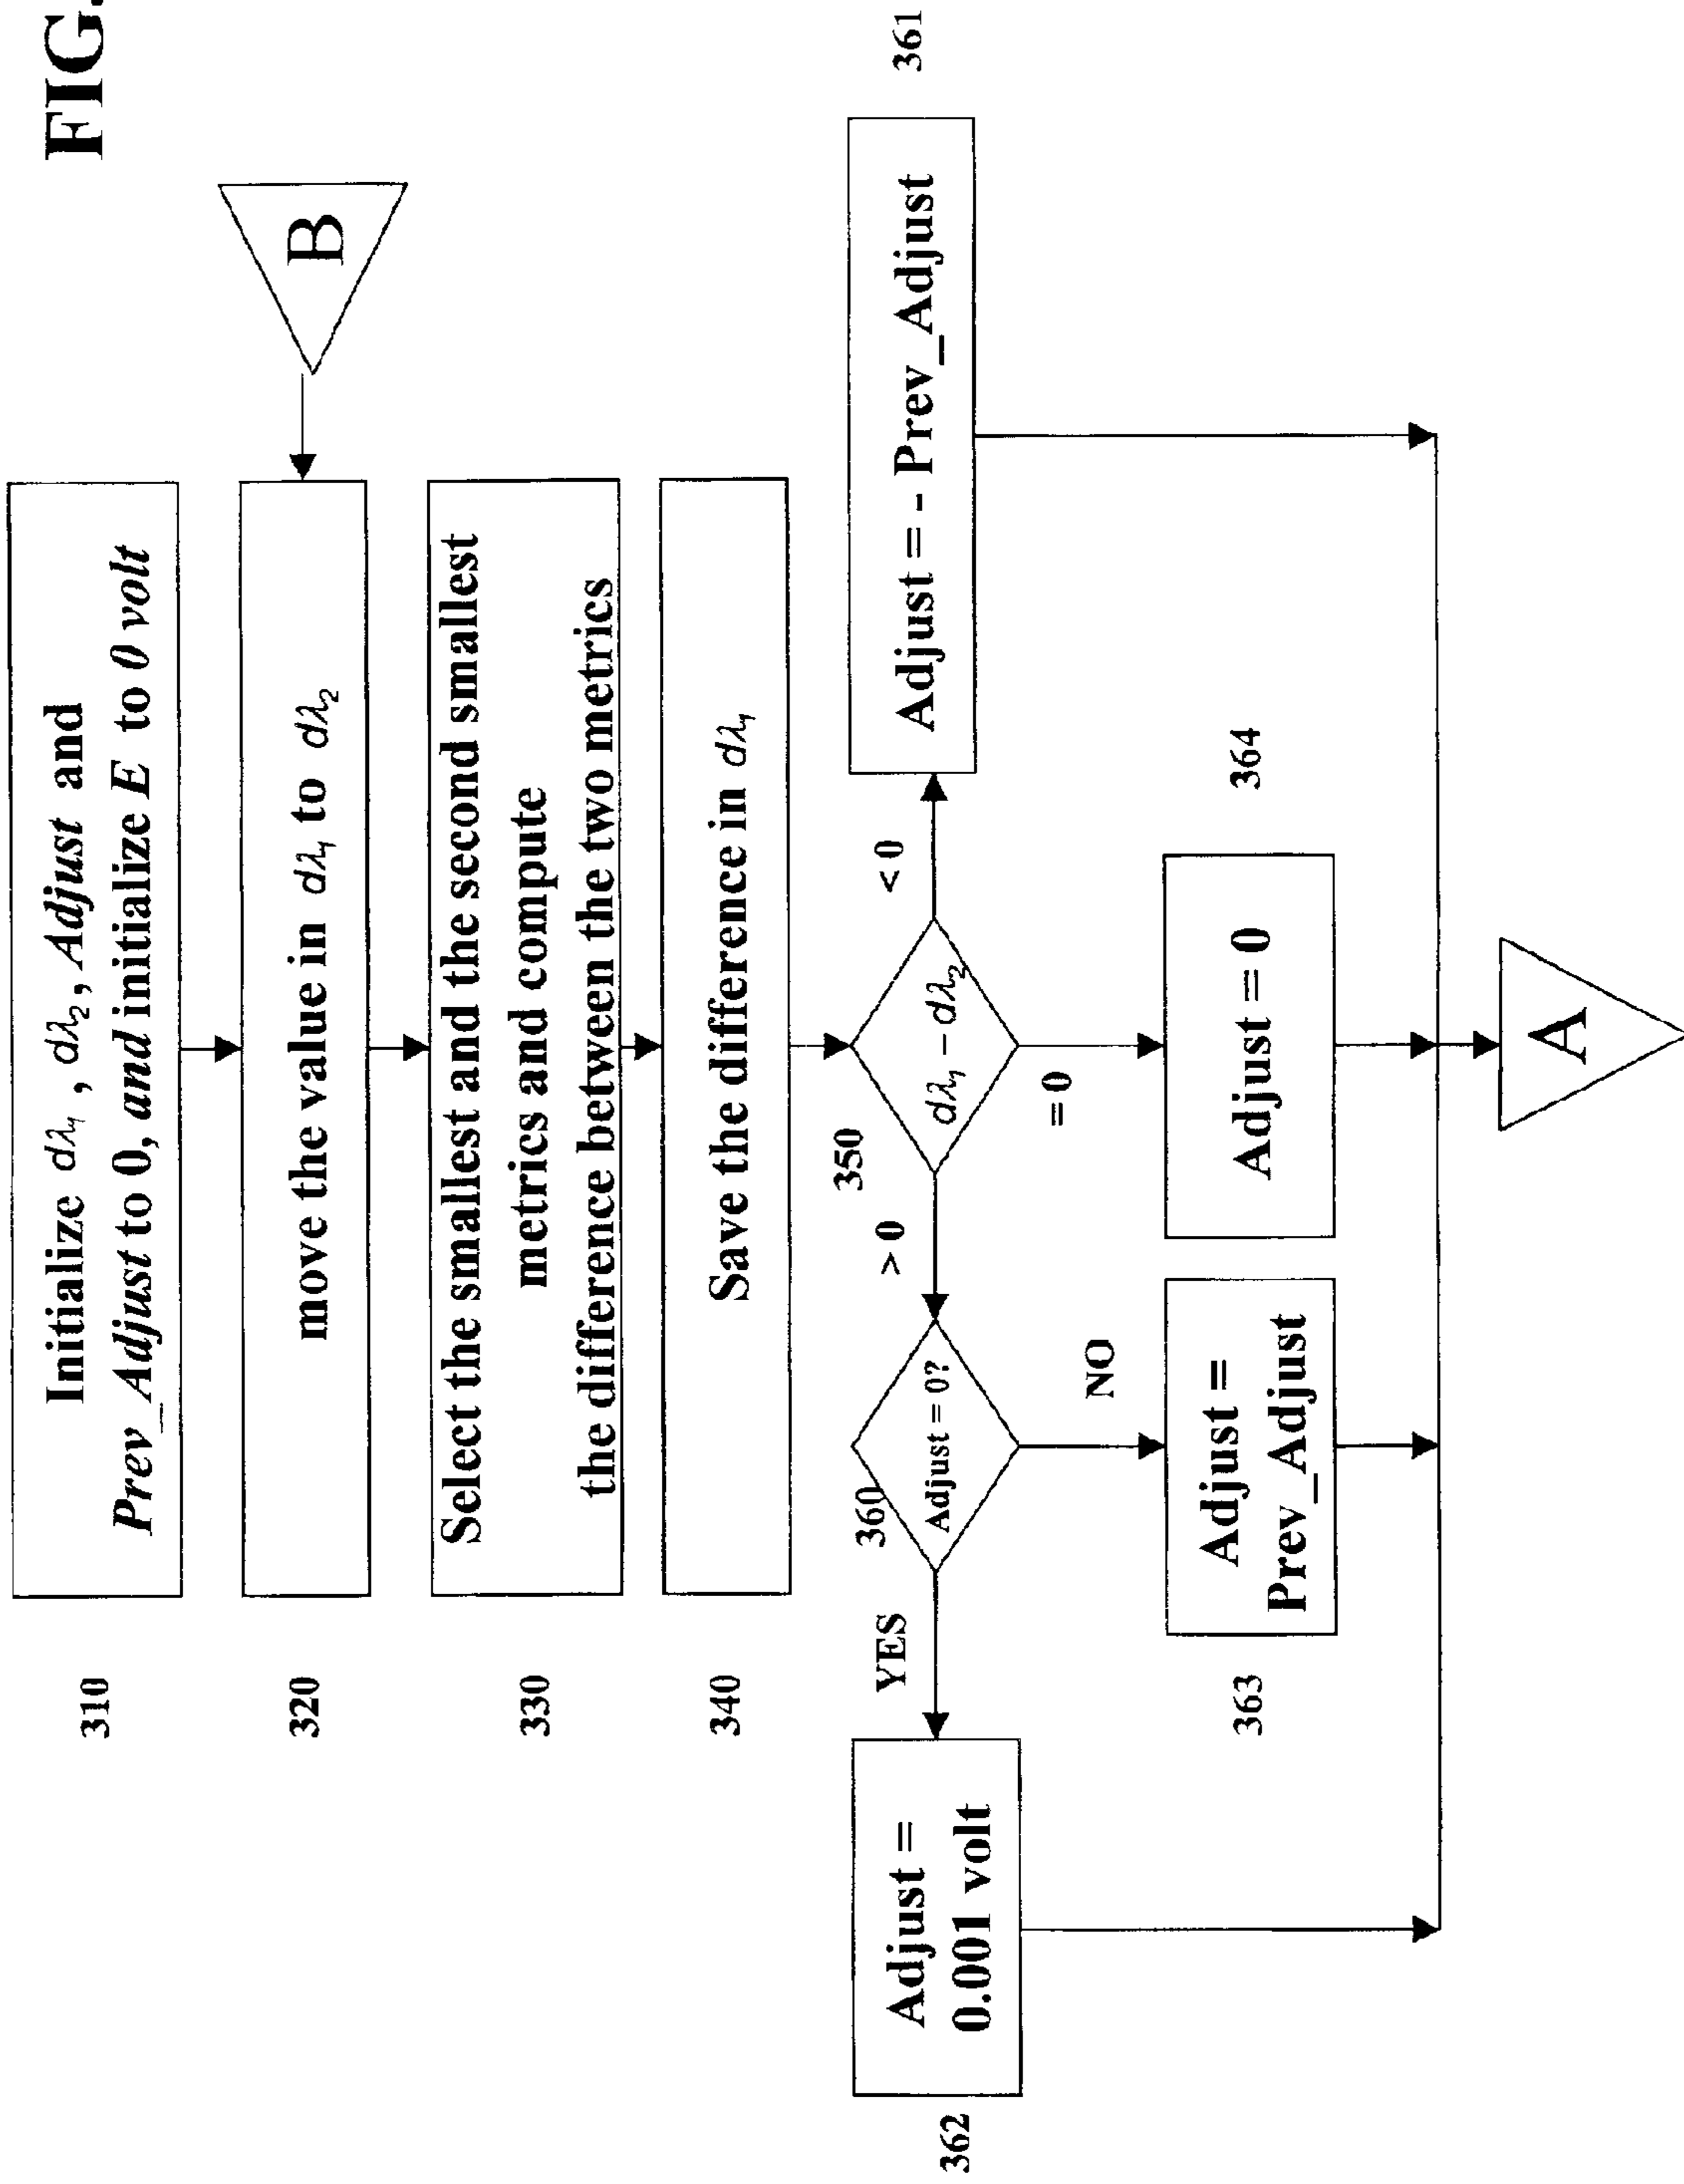 FIG.
310
Initialize dλ₁, dλ₂, Adjust and
Prev_Adjust to 0, and initialize E to 0 volt
320
move the value in dλ₁ to dλ₂
B
330
Select the smallest and the second smallest
metrics and compute
the difference between the two metrics
340
Save the difference in dλ₁
350
dλ₁ – dλ₂
> 0
= 0
< 0
360
Adjust = 0?
YES
NO
362
Adjust =
0.001 volt
363
Adjust =
Prev_Adjust
364
Adjust = 0
361
Adjust = - Prev_Adjust
A